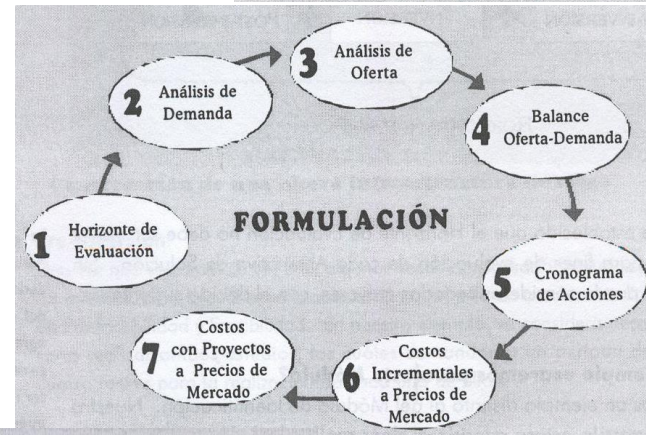 1
Horizonte de
Evaluación
2
Análisis de
Demanda
3
Análisis de
Oferta
4
Balance
Oferta-Demanda
FORMULACIÓN
5
Cronograma
de Acciones
6
Costos
Incrementales
a Precios de
Mercado
7
Costos
con Proyectos
a Precios de
Mercado